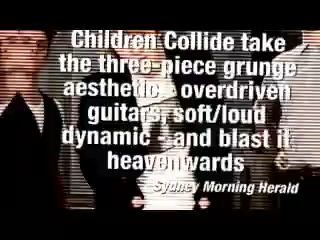 Children Collide take
the three-piece grunge
aesthetic - overdriven
guitars, soft/loud
dynamic - and blast it
heavenwards
Sydney Morning Herald